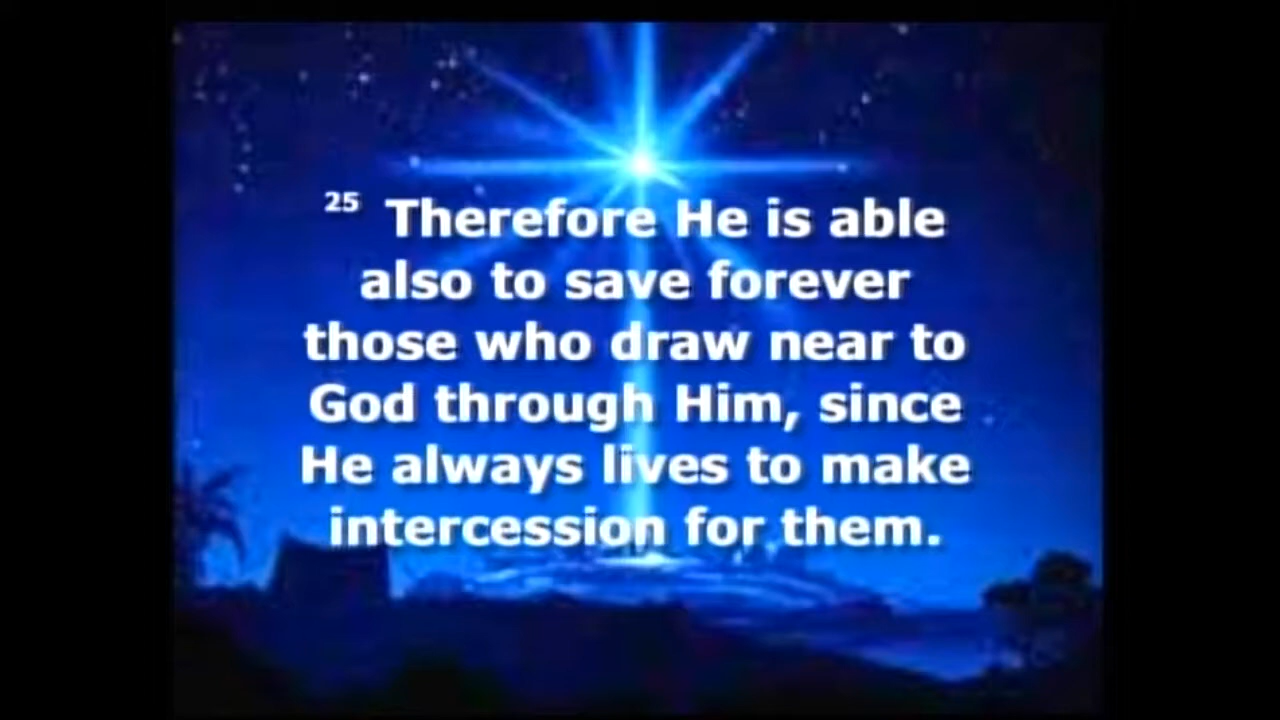 25 Therefore He is able
also to save forever
those who draw near to
God through Him, since
He always lives to make
intercession for them.